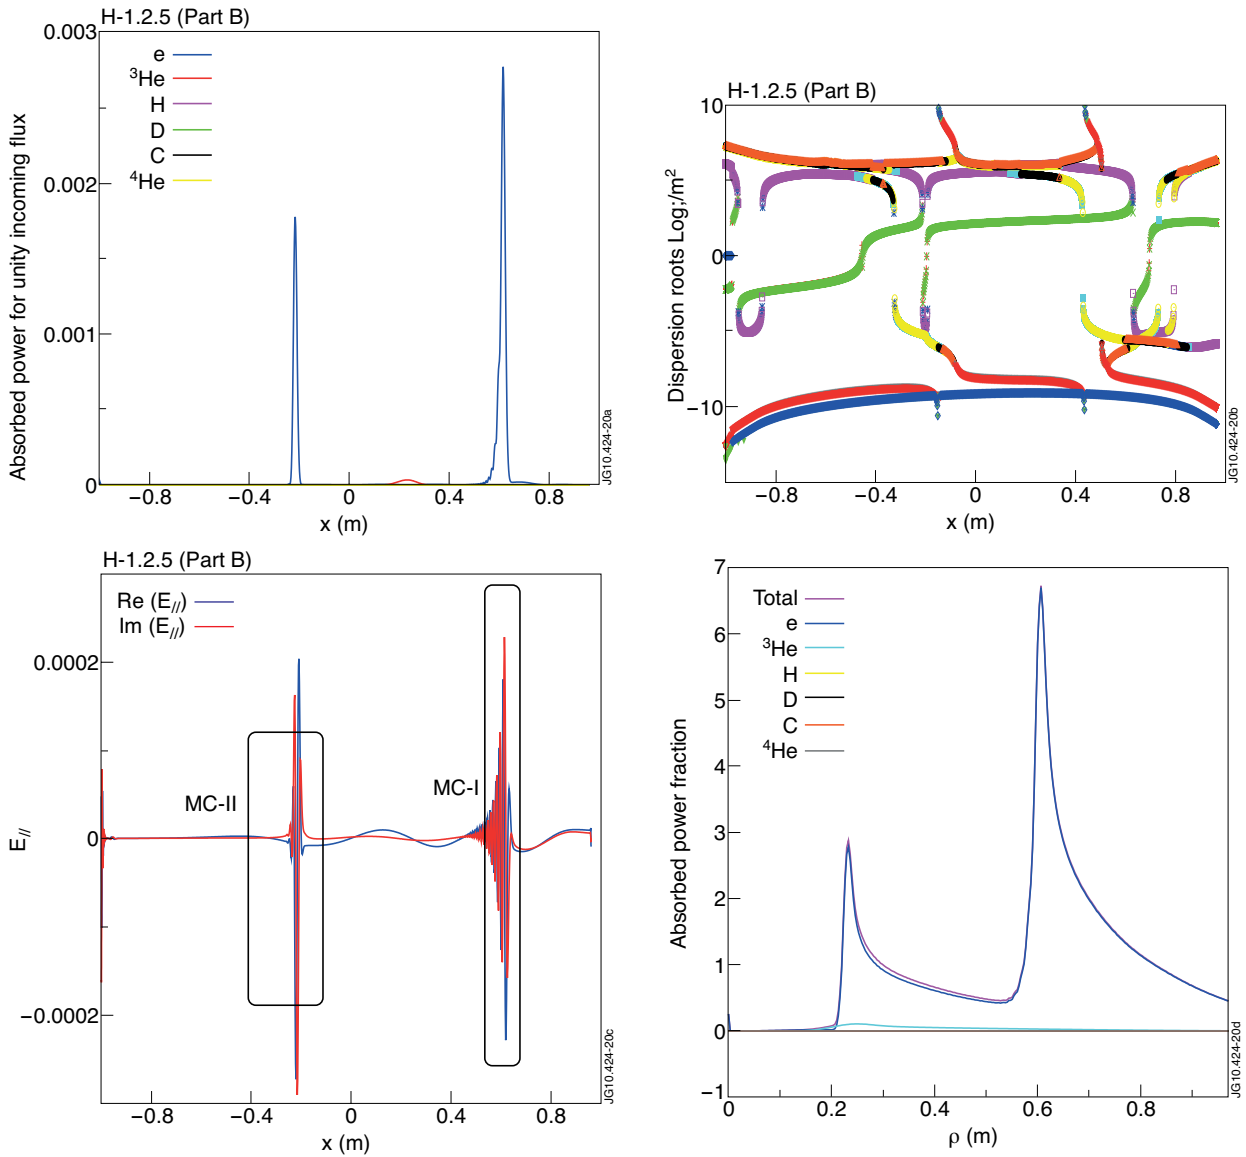 H-1.2.5 (Part B)
0.003
0.002
0.001
0
Absorbed power for unity incoming flux
e
³He
H
D
C
⁴He
−0.8
−0.4
0
0.4
0.8
x (m)
JG10.424-20a
H-1.2.5 (Part B)
10
0
−10
Dispersion roots Log;/m²
−0.8
−0.4
0
0.4
0.8
x (m)
JG10.424-20b
H-1.2.5 (Part B)
Re (E//)
Im (E//)
0.0002
0
−0.0002
E//
MC-II
MC-I
−0.8
−0.4
0
0.4
0.8
x (m)
JG10.424-20c
7
6
5
4
3
2
1
0
−1
Absorbed power fraction
Total
e
³He
H
D
C
⁴He
0
0.2
0.4
0.6
0.8
ρ (m)
JG10.424-20d